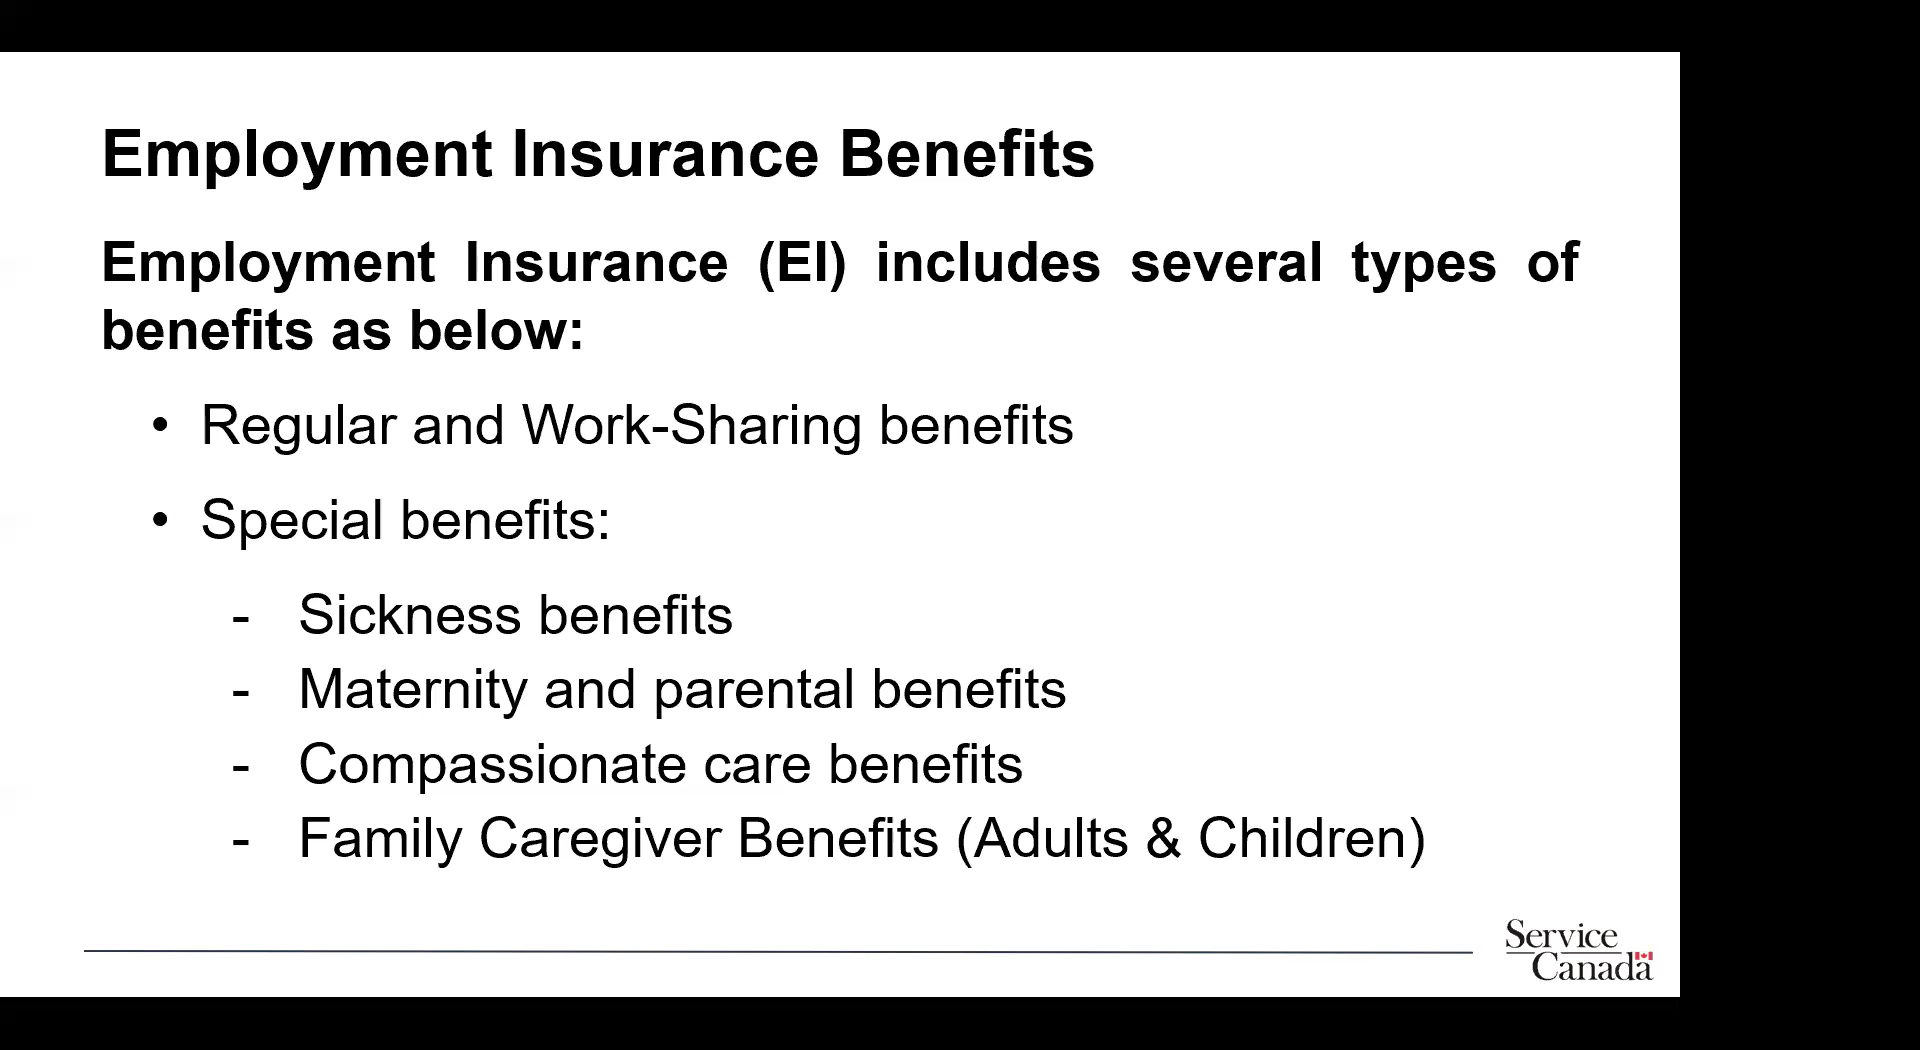 Employment Insurance Benefits
Employment Insurance (EI) includes several types of
benefits as below:
• Regular and Work-Sharing benefits
• Special benefits:
- Sickness benefits
- Maternity and parental benefits
- Compassionate care benefits
- Family Caregiver Benefits (Adults & Children)
Service
Canada